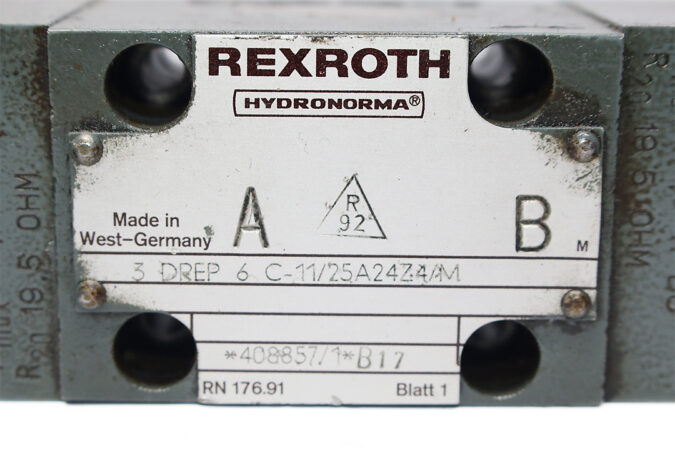 REXROTH
HYDRONORMA®
Made in
West-Germany
A
R
92
B
M
3 DREP 6 C-11/25A24Z4/M
*408857/1*B17
RN 176.91
Blatt 1
R₂₀ 19,5 OHM
R₂₀ 19,5 OHM